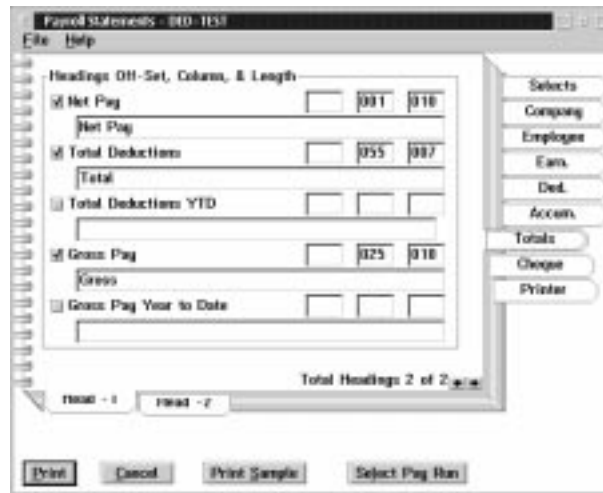 Payroll Statements - DEO-TEST
File Help
Headings Off-Set, Column, & Length
Net Pay 001 010
Net Pay
Total Deductions 055 007
Total
Total Deductions YTD
Gross Pay 025 010
Gross
Gross Pay Year to Date
Total Headings 2 of 2
Head - 1 Head - 2
Selects
Company
Employee
Earn.
Ded.
Accum.
Totals
Cheque
Printer
Print Cancel Print Sample Select Pay Run